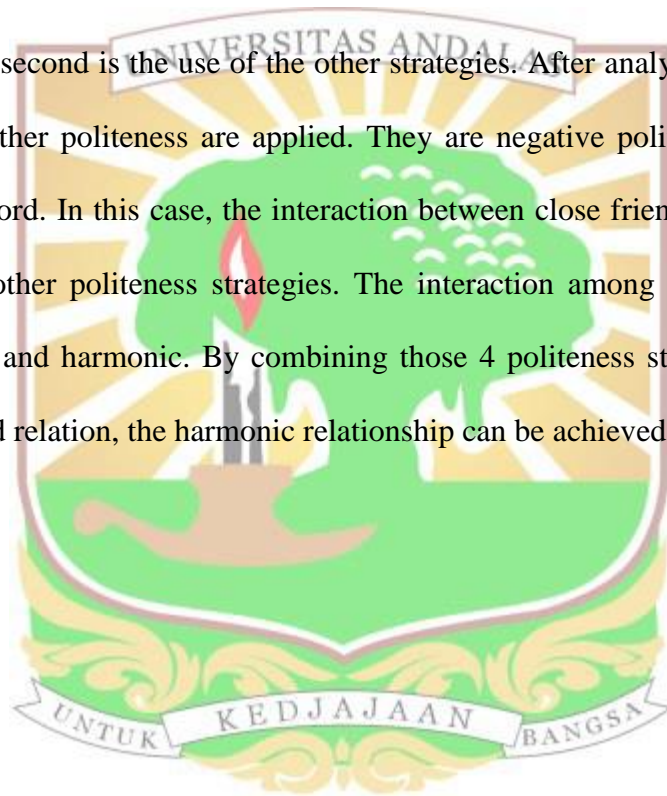 UNIVERSITAS ANDALAS
second is the use of the other strategies. After analy
ther politeness are applied. They are negative poli
ord. In this case, the interaction between close frien
other politeness strategies. The interaction among
and harmonic. By combining those 4 politeness st
d relation, the harmonic relationship can be achieved
UNTUK KEDJAJAAN BANGSA